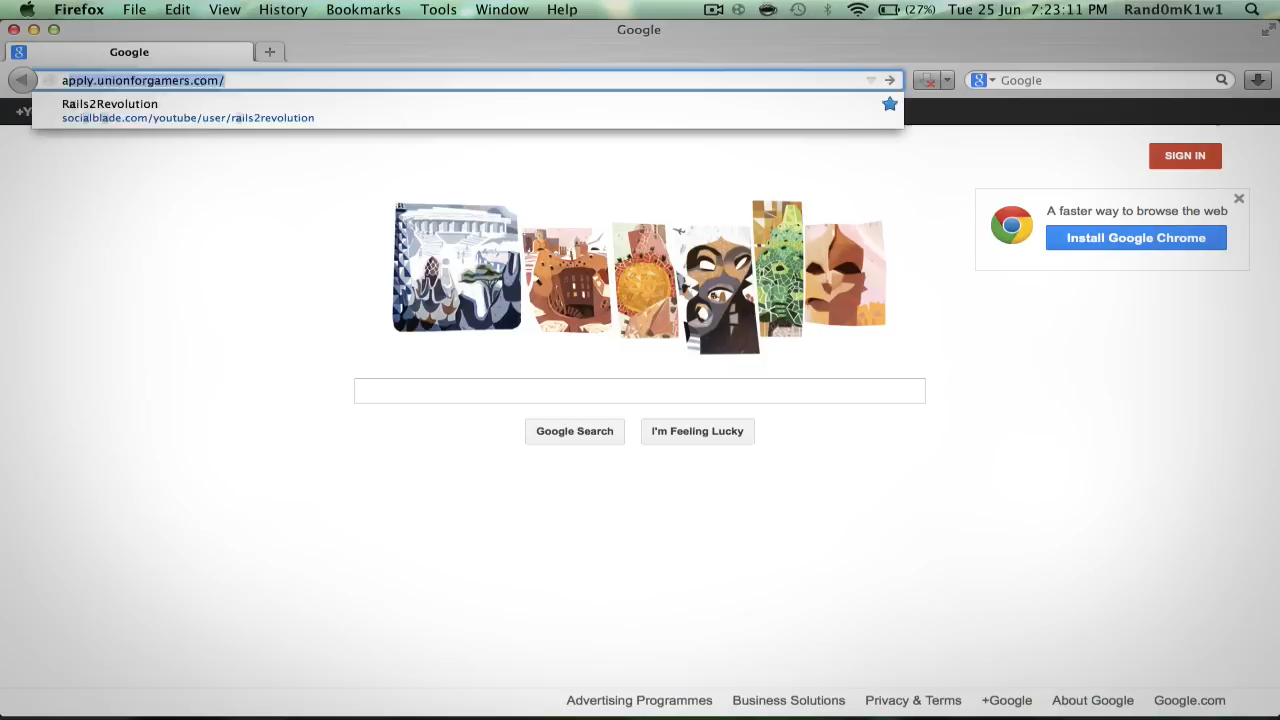 Firefox File Edit View History Bookmarks Tools Window Help (27%) Tue 25 Jun 7:23:11 PM Rand0mK1w1
Google
Google
apply.unionforgamers.com/ Google
+Y
Rails2Revolution
socialblade.com/youtube/user/rails2revolution
SIGN IN
A faster way to browse the web
Install Google Chrome
Google Search I'm Feeling Lucky
Advertising Programmes Business Solutions Privacy & Terms +Google About Google Google.com